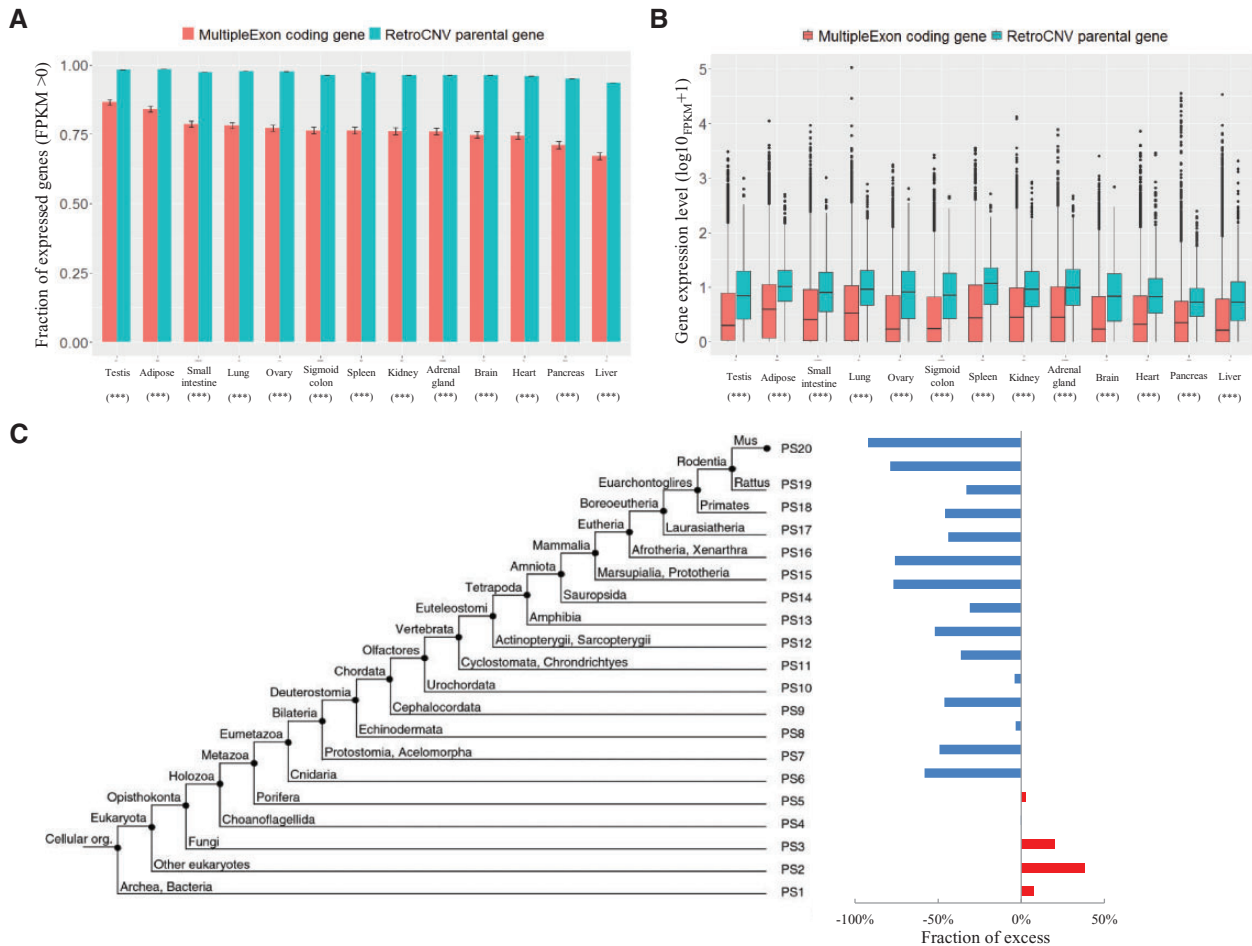 A
MultipleExon coding gene RetroCNV parental gene
Fraction of expressed genes (FPKM >0)
1.00
0.75
0.50
0.25
0.00
Testis Adipose Small intestine Lung Ovary Sigmoid colon Spleen Kidney Adrenal gland Brain Heart Pancreas Liver
(***) (***) (***) (***) (***) (***) (***) (***) (***) (***) (***) (***) (***)
B
MultipleExon coding gene RetroCNV parental gene
Gene expression level (log10FPKM+1)
5
4
3
2
1
0
Testis Adipose Small intestine Lung Ovary Sigmoid colon Spleen Kidney Adrenal gland Brain Heart Pancreas Liver
(***) (***) (***) (***) (***) (***) (***) (***) (***) (***) (***) (***) (***)
C
Mus PS20
Rodentia
Rattus PS19
Euarchontoglires
Primates PS18
Boreoeutheria
Laurasiatheria PS17
Eutheria
Afrotheria, Xenarthra PS16
Mammalia
Marsupialia, Prototheria PS15
Amniota
Sauropsida PS14
Tetrapoda
Amphibia PS13
Euteleostomi
Actinopterygii, Sarcopterygii PS12
Vertebrata
Cyclostomata, Chrondrichtyes PS11
Olfactores
Urochordata PS10
Chordata
Cephalocordata PS9
Deuterostomia
Echinodermata PS8
Bilateria
Protostomia, Acelomorpha PS7
Eumetazoa
Cnidaria PS6
Metazoa
Porifera PS5
Holozoa
Choanoflagellida PS4
Opisthokonta
Fungi PS3
Eukaryota
Other eukaryotes PS2
Cellular org.
Archea, Bacteria PS1
-100% -50% 0% 50%
Fraction of excess